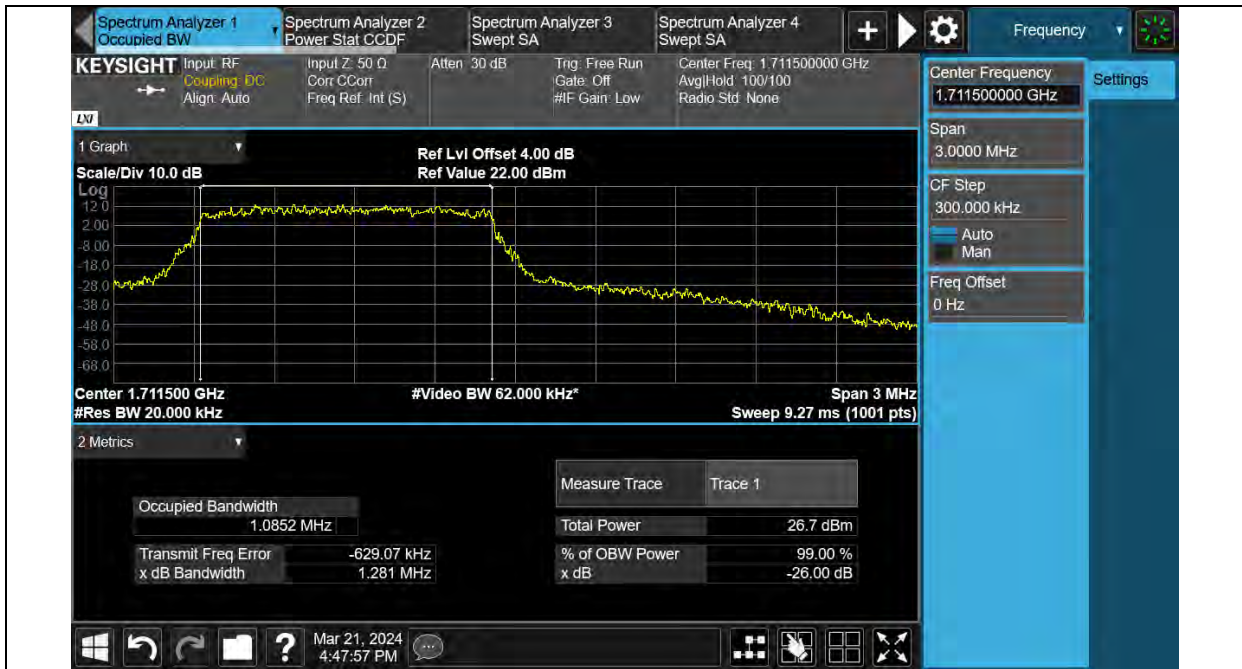 Spectrum Analyzer 1
Occupied BW
Spectrum Analyzer 2
Power Stat CCDF
Spectrum Analyzer 3
Swept SA
Spectrum Analyzer 4
Swept SA
+
Frequency
KEYSIGHT
LXI
Input: RF
Coupling: DC
Align: Auto
Input Z: 50 Ω
Corr CCorr
Freq Ref: Int (S)
Atten: 30 dB
Trig: Free Run
Gate: Off
#IF Gain: Low
Center Freq: 1.711500000 GHz
Avg|Hold: 100/100
Radio Std: None
Center Frequency
1.711500000 GHz
Settings
Span
3.0000 MHz
CF Step
300.000 kHz
Auto
Man
Freq Offset
0 Hz
1 Graph
Scale/Div 10.0 dB
Ref Lvl Offset 4.00 dB
Ref Value 22.00 dBm
Log
12.0
2.00
-8.00
-18.0
-28.0
-38.0
-48.0
-58.0
-68.0
Center 1.711500 GHz
#Video BW 62.000 kHz*
Span 3 MHz
#Res BW 20.000 kHz
Sweep 9.27 ms (1001 pts)
2 Metrics
Measure Trace
Trace 1
Occupied Bandwidth
1.0852 MHz
Total Power
26.7 dBm
Transmit Freq Error
-629.07 kHz
% of OBW Power
99.00 %
x dB Bandwidth
1.281 MHz
x dB
-26.00 dB
?
Mar 21, 2024
4:47:57 PM